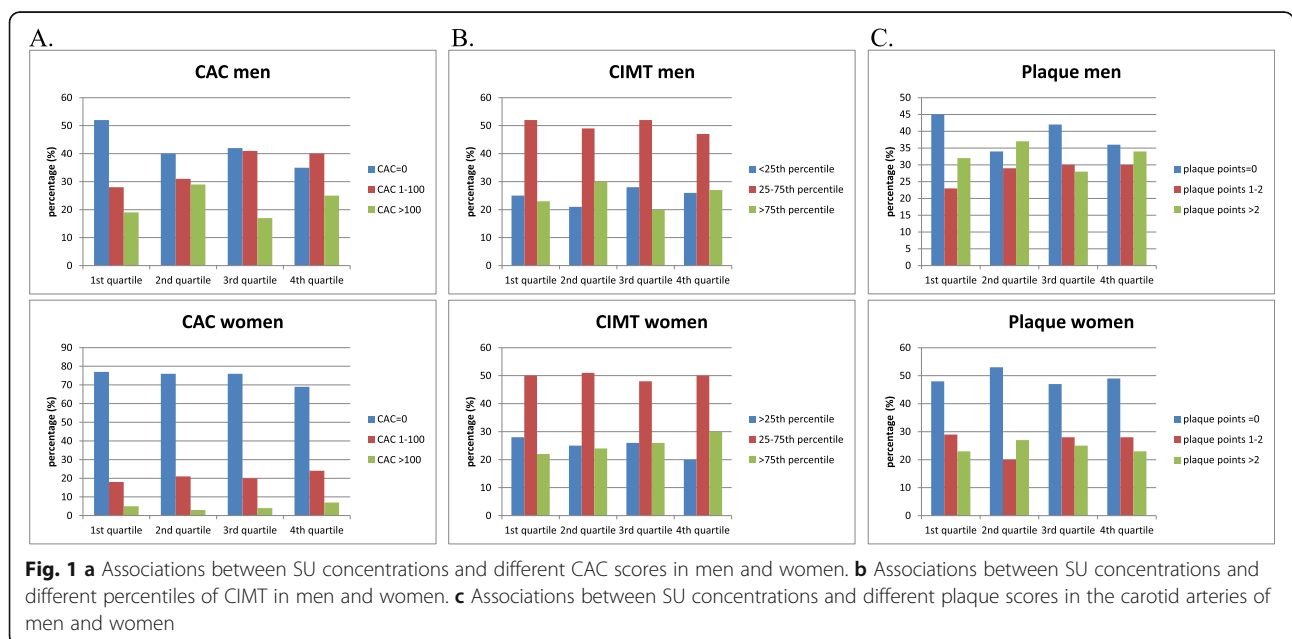 A.
CAC men
percentage (%)
60
50
40
30
20
10
0
1st quartile 2nd quartile 3rd quartile 4th quartile
CAC=0
CAC 1-100
CAC >100
CAC women
percentage (%)
90
80
70
60
50
40
30
20
10
0
1st quartile 2nd quartile 3rd quartile 4th quartile
CAC=0
CAC 1-100
CAC >100
B.
CIMT men
percentage (%)
60
50
40
30
20
10
0
1st quartile 2nd quartile 3rd quartile 4th quartile
<25th percentile
25-75th percentile
>75th percentile
CIMT women
percentage (%)
60
50
40
30
20
10
0
1st quartile 2nd quartile 3rd quartile 4th quartile
>25th percentile
25-75th percentile
>75th percentile
C.
Plaque men
percentage (%)
50
45
40
35
30
25
20
15
10
5
0
1st quartile 2nd quartile 3rd quartile 4th quartile
plaque points=0
plaque points 1-2
plaque points >2
Plaque women
percentage (%)
60
50
40
30
20
10
0
1st quartile 2nd quartile 3rd quartile 4th quartile
plaque points =0
plaque points 1-2
plaque points >2
Fig. 1 a Associations between SU concentrations and different CAC scores in men and women. b Associations between SU concentrations and
different percentiles of CIMT in men and women. c Associations between SU concentrations and different plaque scores in the carotid arteries of
men and women